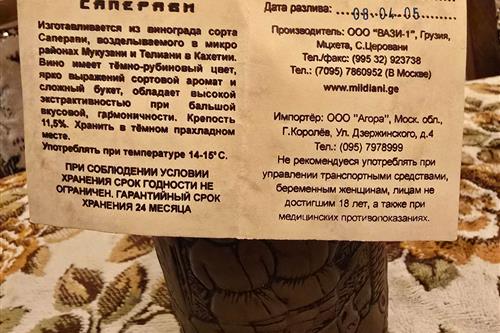 САПЕРАВИ
Изготавливается из винограда сорта
Саперави, возделываемого в микро
районах Мукузани и Телиани в Кахетии.
Вино имеет тёмно-рубиновый цвет,
ярко выражений сортовой аромат и
сложный букет, обладает высокой
экстрактивностью при балшой
вкусовой, гармоничности. Крепость
11,5%. Хранить в тёмном прахладном
месте.
Употреблять при температуре 14-15°С.
ПРИ СОБЛЮДЕНИИ УСЛОВИИ
ХРАНЕНИЯ СРОК ГОДНОСТИ НЕ
ОГРАНИЧЕН. ГАРАНТИЙНЫЙ СРОК
ХРАНЕНИЯ 24 МЕСЯЦА
Дата разлива: 08.04.05
Производитель: ООО "ВАЗИ-1", Грузия,
Мцхета, С.Церовани
Тел./факс: (995 32) 923738
Тел.: (7095) 7860952 (В Москве)
www.mildiani.ge
Импортёр: ООО "Агора", Моск. обл.,
Г.Королёв, Ул. Дзержинского, д.4
Тел.: (095) 7978999
Не рекомендуеся употреблять при
управлении транспортными средствами,
беременным женщинам, лицам не
достигшим 18 лет, а также при
медицинских противопоказаниях.